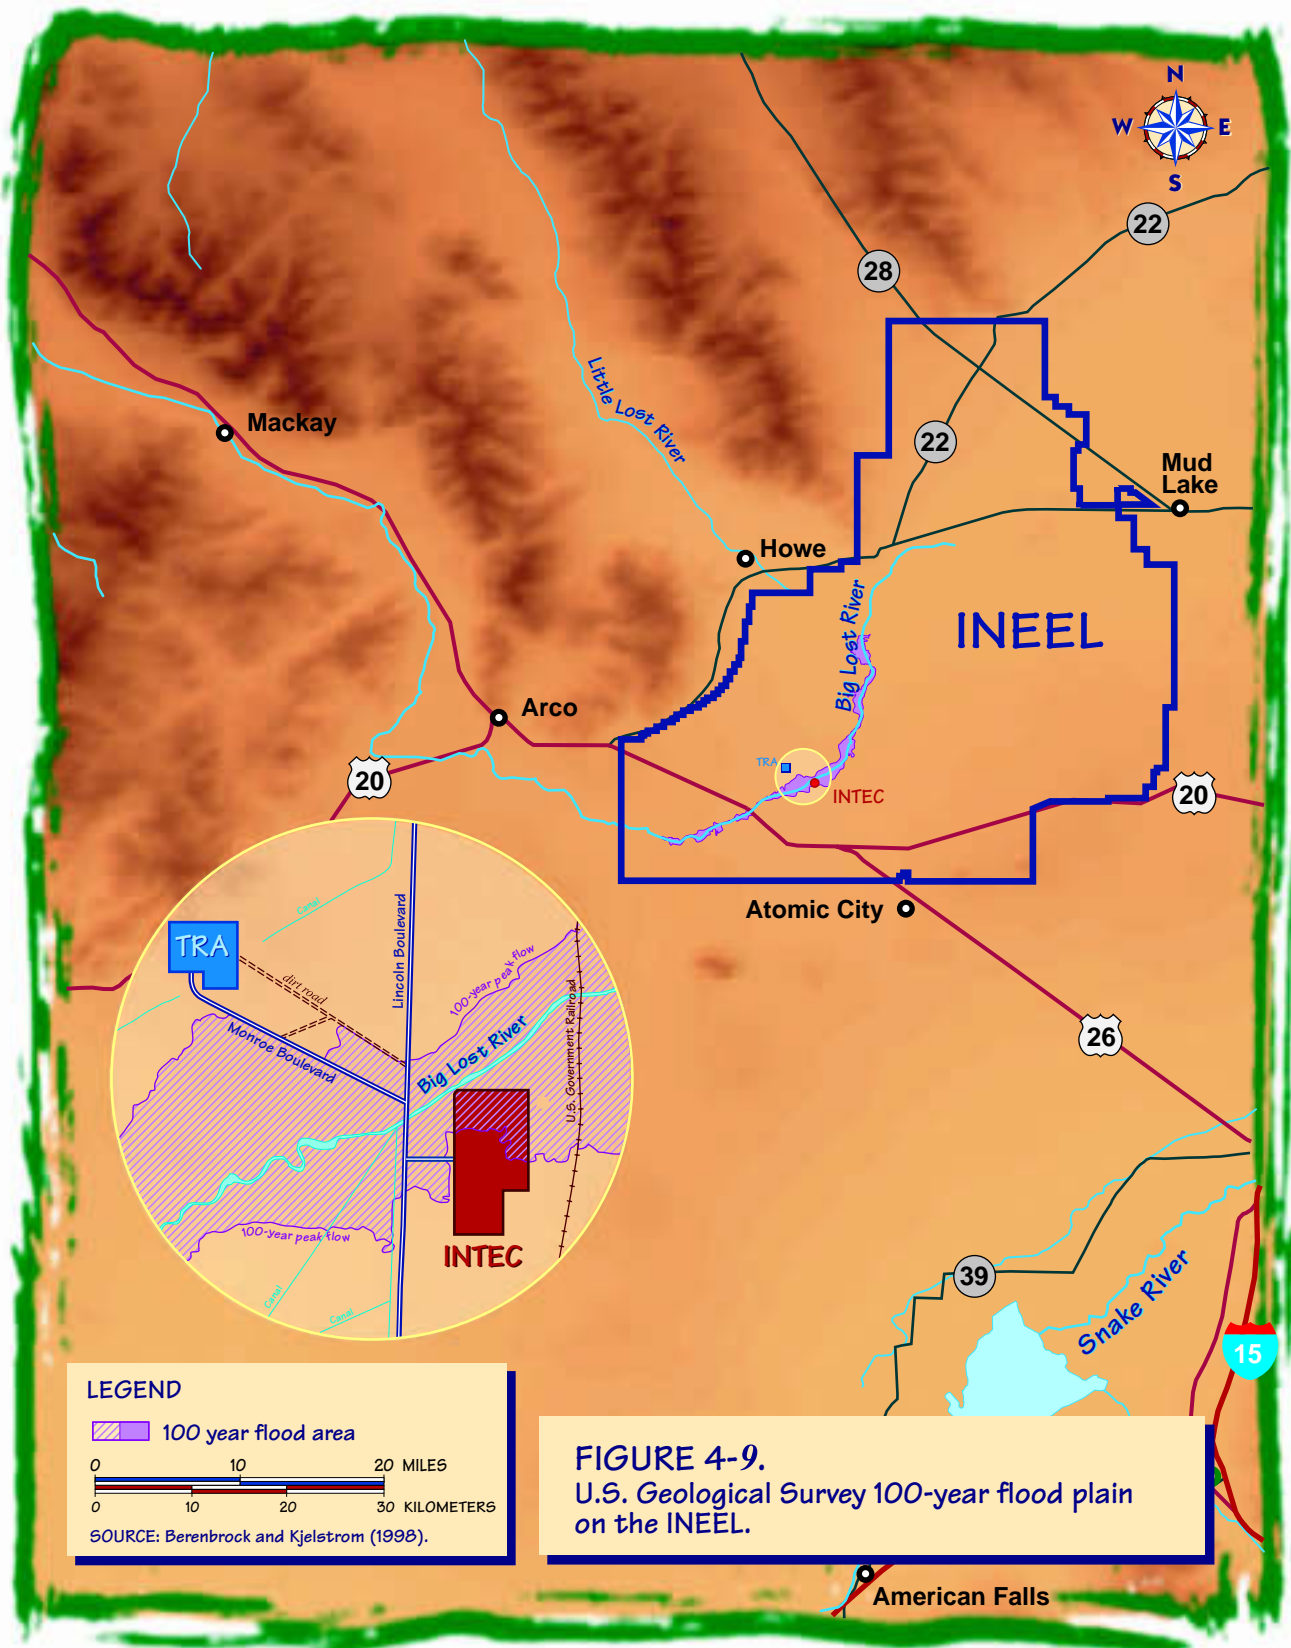 N
W
E
S
22
28
Little Lost River
Mackay
22
Mud
Lake
Howe
Big Lost River
INEEL
Arco
TRA
20
INTEC
20
Atomic City
Canal
Lincoln Boulevard
TRA
dirt road
100-year peak flow
U.S. Government Railroad
Monroe Boulevard
Big Lost River
26
100-year peak flow
INTEC
Canal
Canal
39
Snake River
15
LEGEND
100 year flood area
0 10 20 MILES
0 10 20 30 KILOMETERS
SOURCE: Berenbrock and Kjelstrom (1998).
FIGURE 4-9.
U.S. Geological Survey 100-year flood plain
on the INEEL.
American Falls